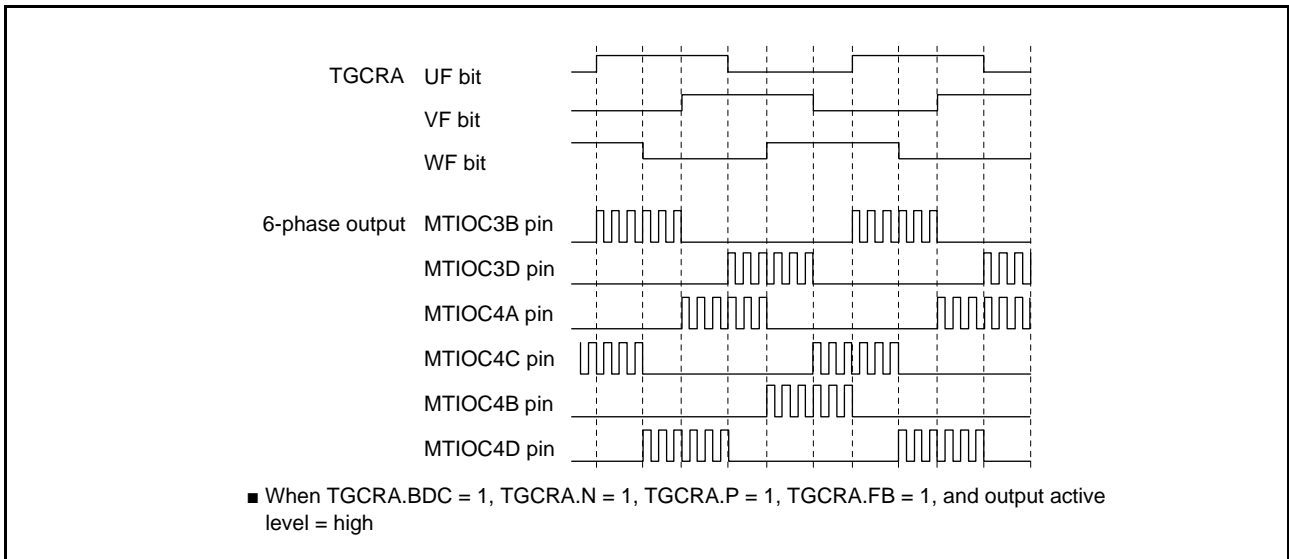 TGCRA UF bit
VF bit
WF bit
6-phase output MTIOC3B pin
MTIOC3D pin
MTIOC4A pin
MTIOC4C pin
MTIOC4B pin
MTIOC4D pin
■ When TGCRA.BDC = 1, TGCRA.N = 1, TGCRA.P = 1, TGCRA.FB = 1, and output active
level = high